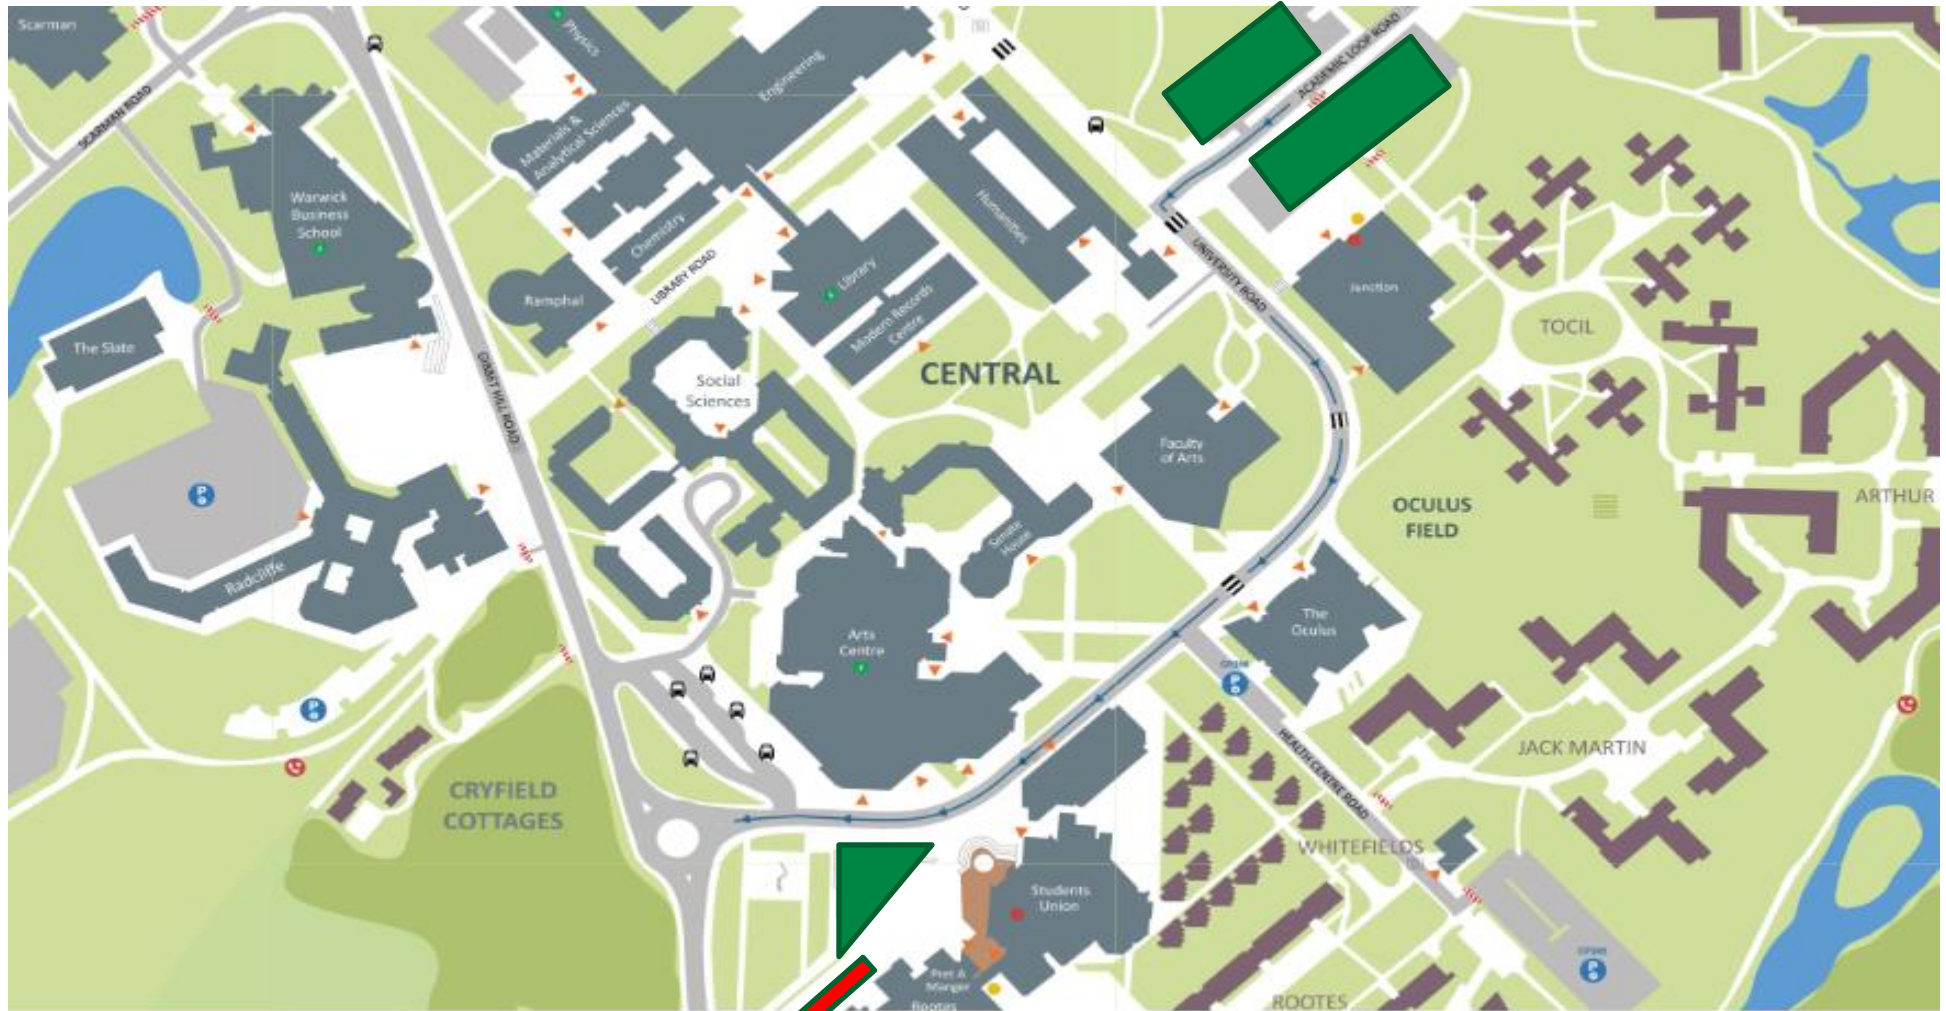 Scarman
Physics
Engineering
ACADEMIC LOOP ROAD
SCARMAN ROAD
Materials &
Analytical Sciences
Warwick
Business
School
Chemistry
Humanities
UNIVERSITY ROAD
LIBRARY ROAD
Library
Ramphal
Junction
Modern Records
Centre
The Slate
GIBBET HILL ROAD
Social
Sciences
CENTRAL
TOCIL
Faculty
of Arts
OCULUS
FIELD
ARTHUR
Senate
House
Radcliffe
The
Oculus
Arts
Centre
P
P
P
HEALTH CENTRE ROAD
JACK MARTIN
CRYFIELD
COTTAGES
WHITEFIELDS
Students
Union
P
Pret A
Manger
Rootes
ROOTES